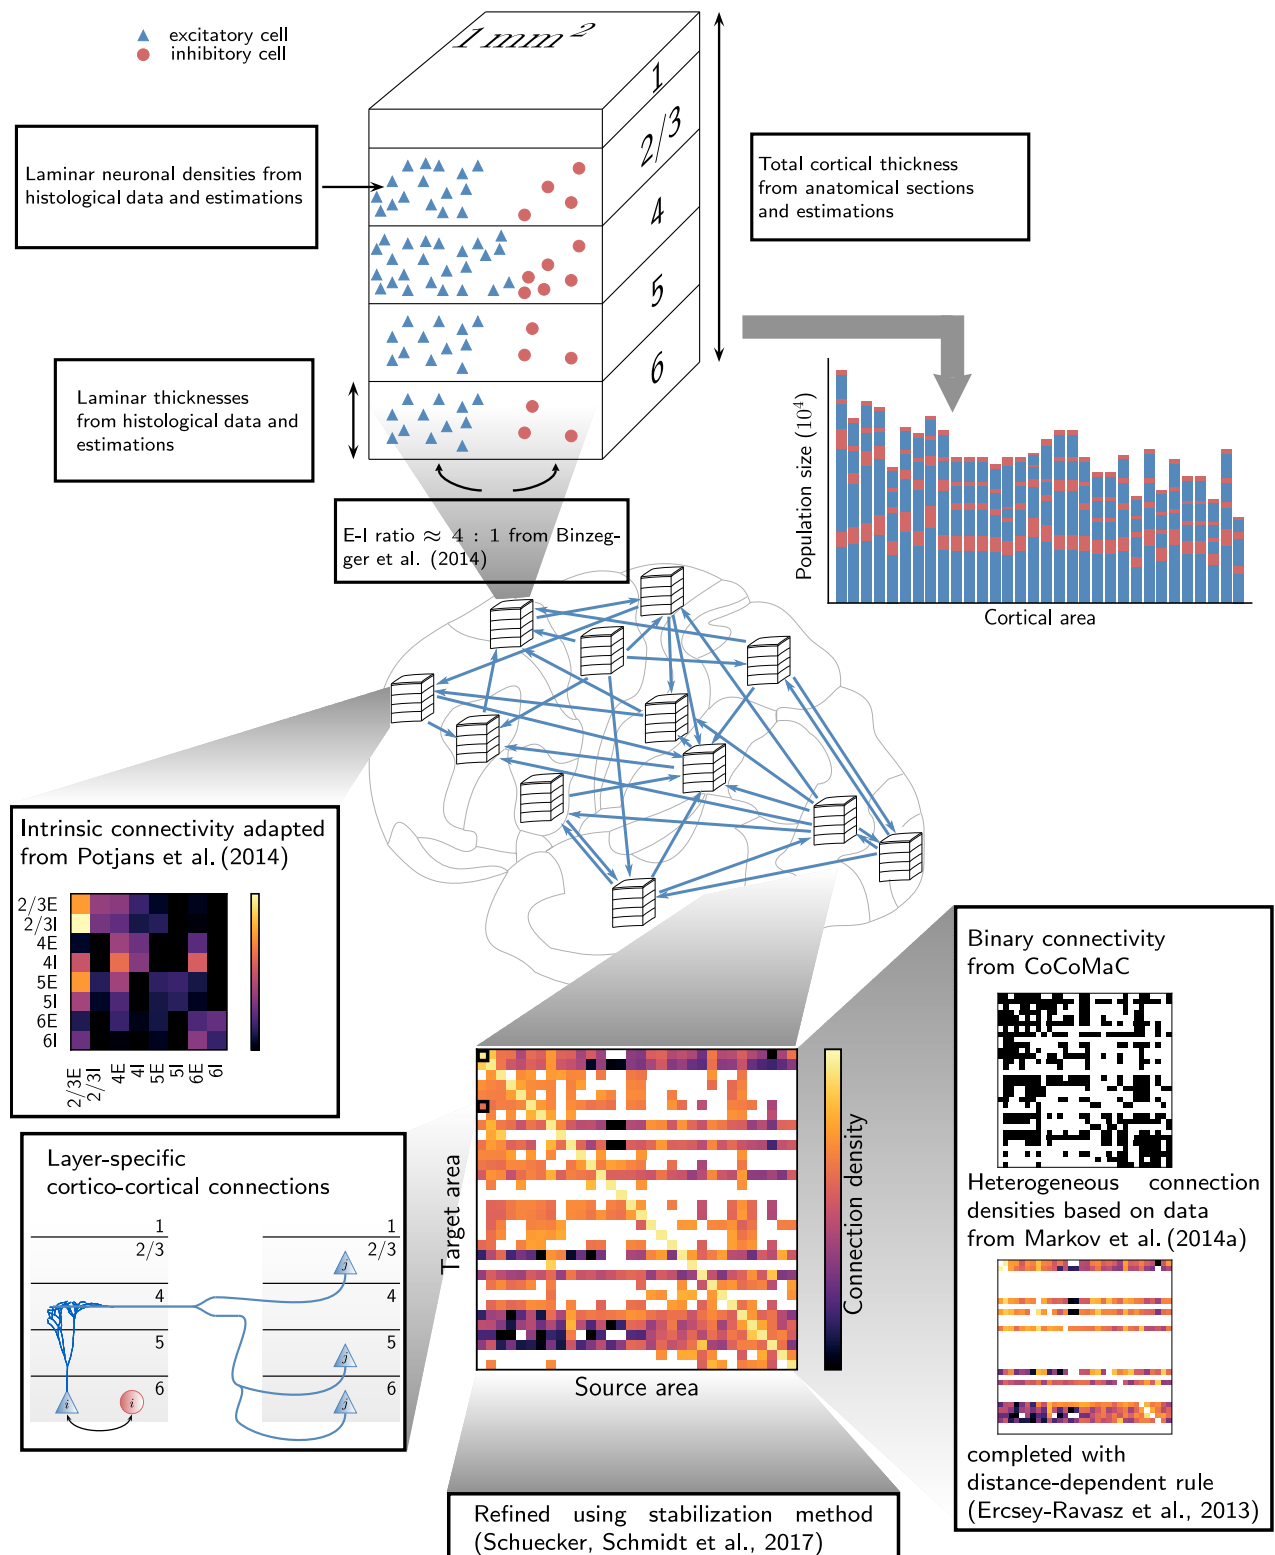 excitatory cell
inhibitory cell
1mm²
1
2/3
4
5
6
Laminar neuronal densities from
histological data and estimations
Total cortical thickness
from anatomical sections
and estimations
Laminar thicknesses
from histological data and
estimations
E-I ratio ≈ 4 : 1 from Binzeg-
ger et al. (2014)
Population size (10⁴)
Cortical area
Intrinsic connectivity adapted
from Potjans et al. (2014)
2/3E
2/3I
4E
4I
5E
5I
6E
6I
2/3E
2/3I
4E
4I
5E
5I
6E
6I
Layer-specific
cortico-cortical connections
1
2/3
4
5
6
i
i
1
2/3
4
5
6
j
j
j
Target area
Source area
Connection density
Binary connectivity
from CoCoMaC
Heterogeneous connection
densities based on data
from Markov et al. (2014a)
completed with
distance-dependent rule
(Ercsey-Ravasz et al., 2013)
Refined using stabilization method
(Schuecker, Schmidt et al., 2017)